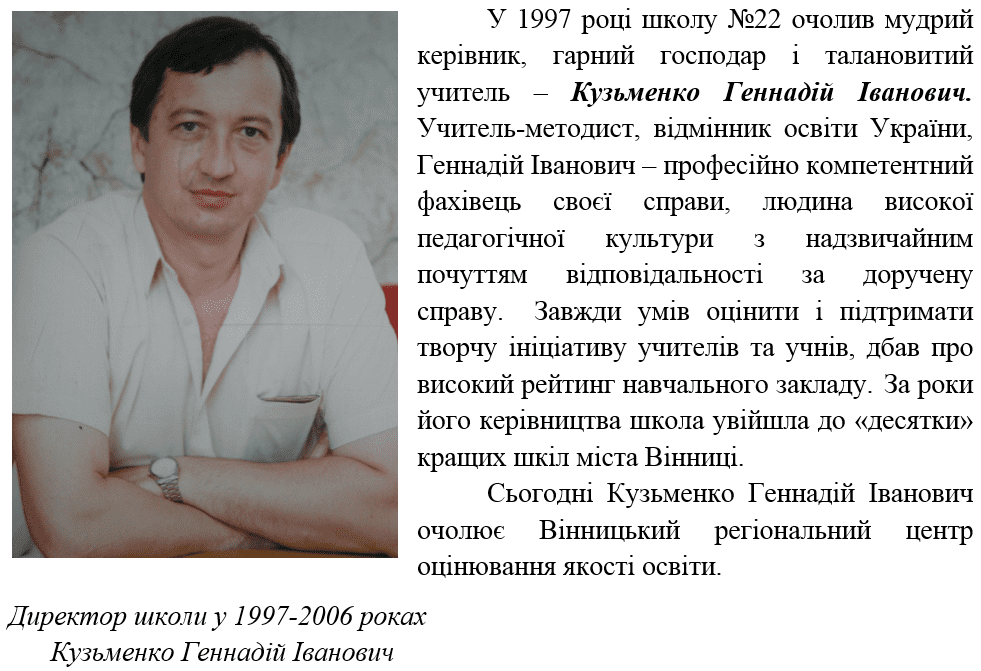 У 1997 році школу №22 очолив мудрий
керівник, гарний господар і талановитий
учитель – Кузьменко Геннадій Іванович.
Учитель-методист, відмінник освіти України,
Геннадій Іванович – професійно компетентний
фахівець своєї справи, людина високої
педагогічної культури з надзвичайним
почуттям відповідальності за доручену
справу. Завжди умів оцінити і підтримати
творчу ініціативу учителів та учнів, дбав про
високий рейтинг навчального закладу. За роки
його керівництва школа увійшла до «десятки»
кращих шкіл міста Вінниці.
Сьогодні Кузьменко Геннадій Іванович
очолює Вінницький регіональний центр
оцінювання якості освіти.
Директор школи у 1997-2006 роках
Кузьменко Геннадій Іванович